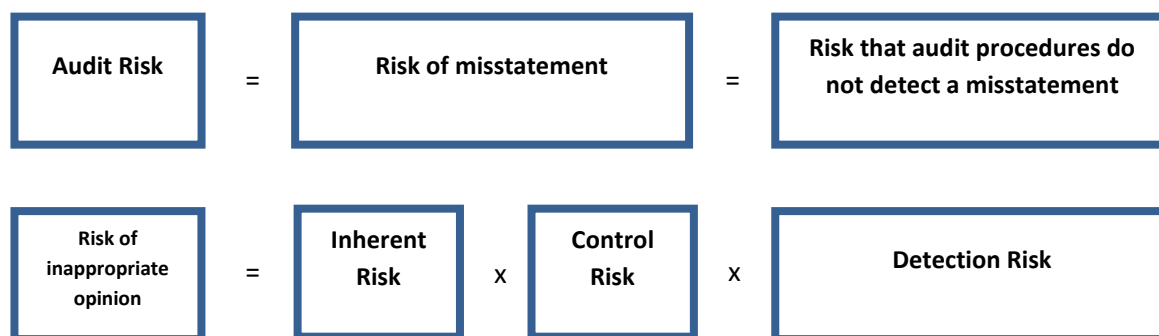 Audit Risk
=
Risk of misstatement
=
Risk that audit procedures do
not detect a misstatement
Risk of
inappropriate
opinion
=
Inherent
Risk
x
Control
Risk
x
Detection Risk